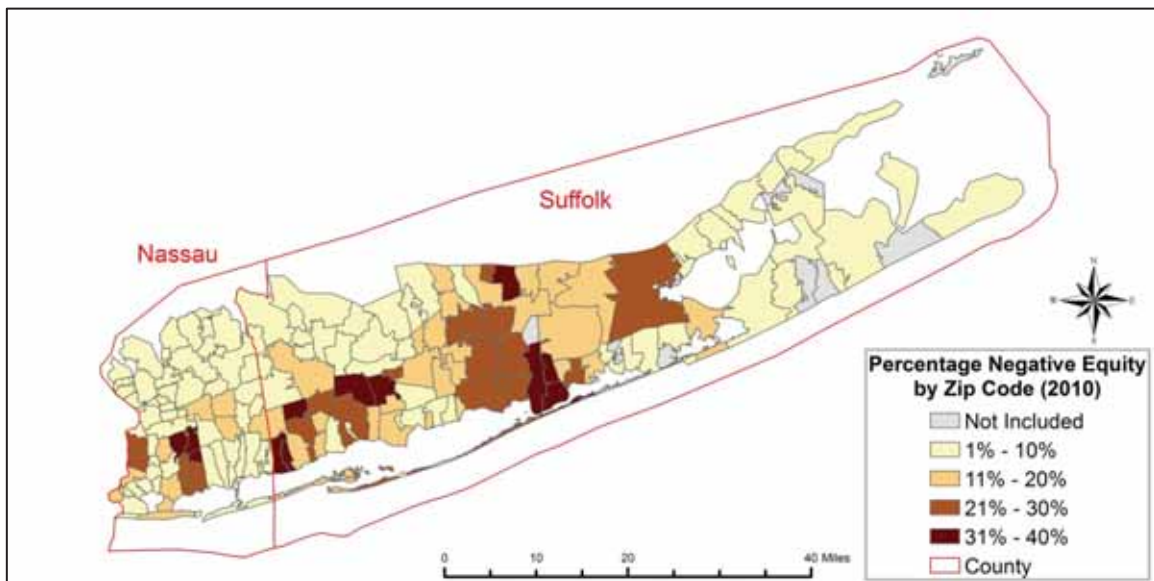 Suffolk
Nassau
N
W
E
S
Percentage Negative Equity
by Zip Code (2010)
Not Included
1% - 10%
11% - 20%
21% - 30%
31% - 40%
County
0
10
20
40 Miles